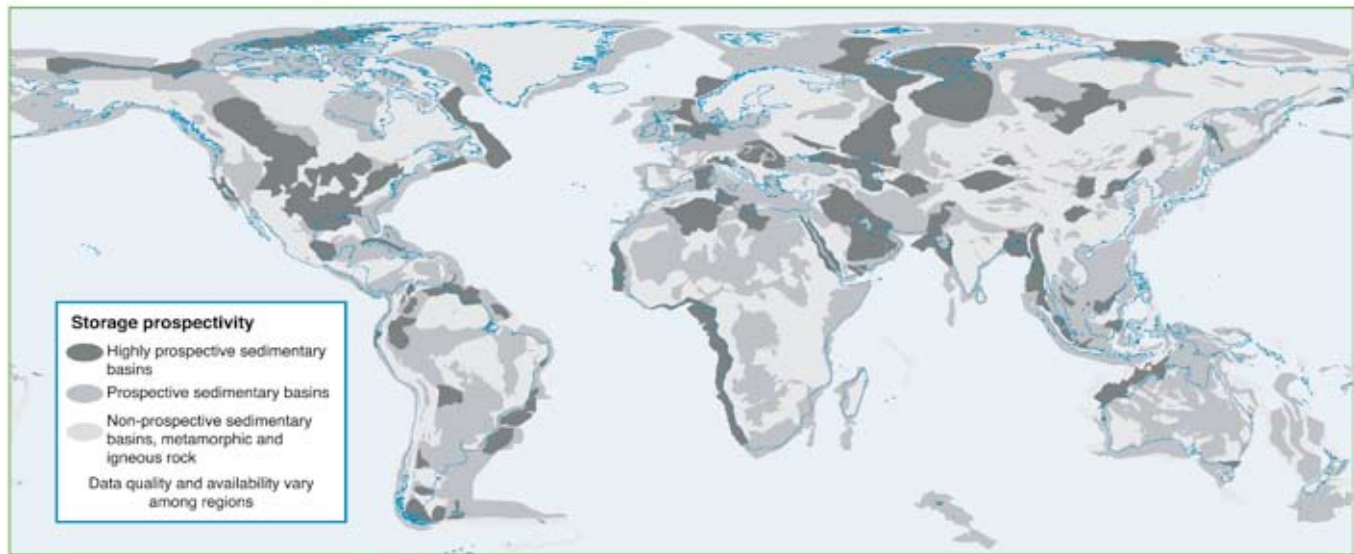 Storage prospectivity
Highly prospective sedimentary
basins
Prospective sedimentary basins
Non-prospective sedimentary
basins, metamorphic and
igneous rock
Data quality and availability vary
among regions